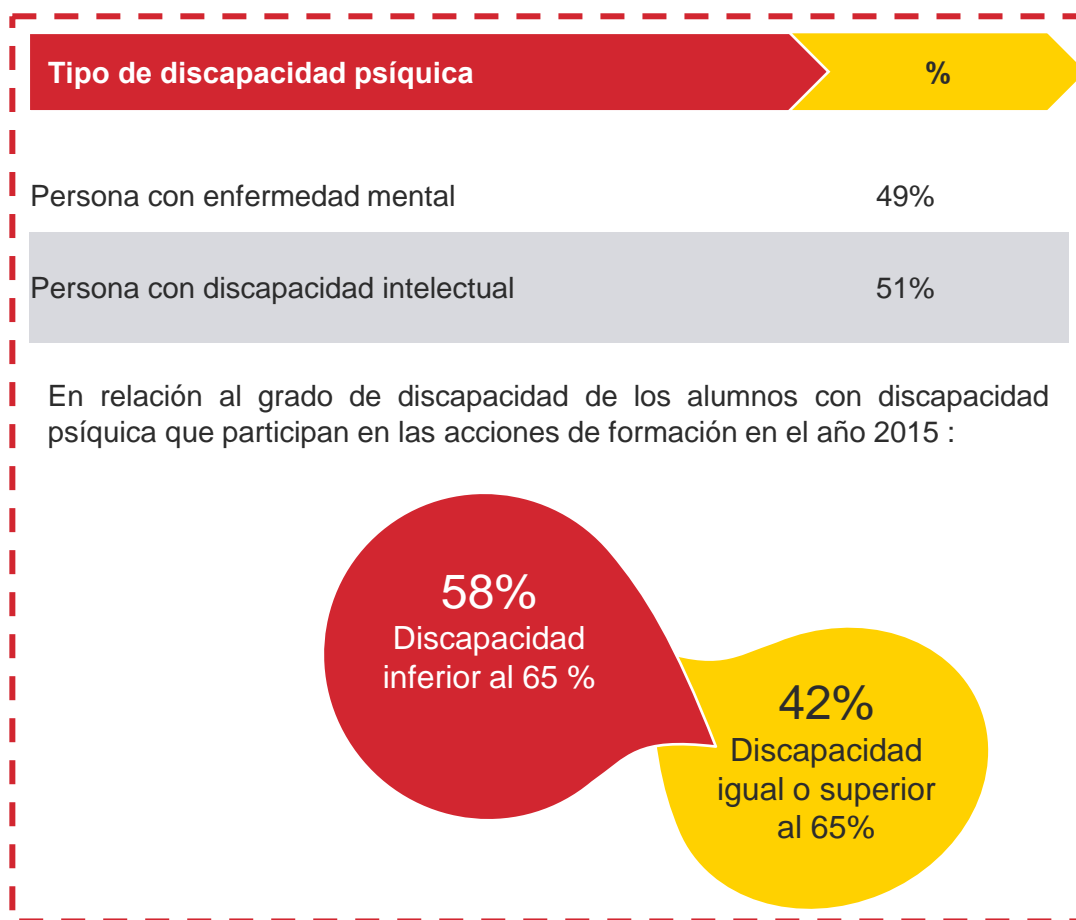 Tipo de discapacidad psíquica %
Persona con enfermedad mental 49%
Persona con discapacidad intelectual 51%
En relación al grado de discapacidad de los alumnos con discapacidad
psíquica que participan en las acciones de formación en el año 2015 :
58%
Discapacidad
inferior al 65 %
42%
Discapacidad
igual o superior
al 65%